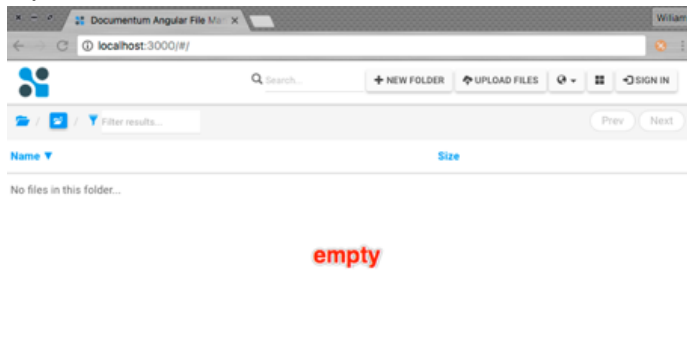 Documentum Angular File Ma
William
localhost:3000/#/
Search... NEW FOLDER UPLOAD FILES SIGN IN
/ / Filter results... Prev Next
Name Size
No files in this folder...
empty